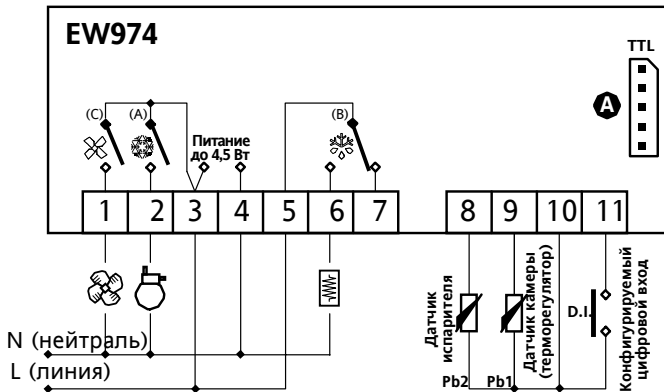 EW974
TTL
(C)
(A)
(B)
Питание
до 4,5 Вт
A
1 2 3 4 5 6 7 8 9 10 11
N (нейтраль)
L (линия)
Датчик
испарителя
Датчик камеры
(терморегулятор)
D.I.
Конфигурируемый
цифровой вход
Pb2 Pb1